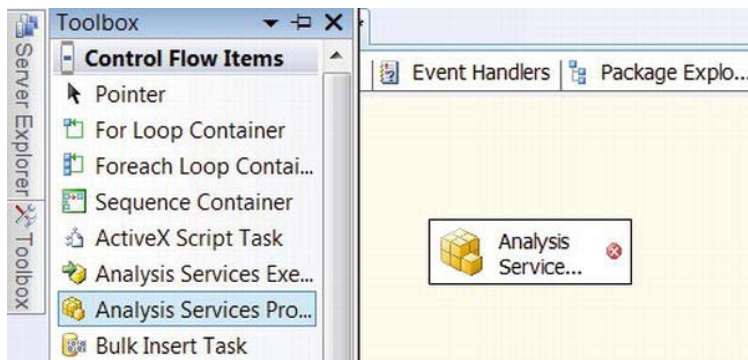 Server Explorer
Toolbox
Toolbox
Control Flow Items
Pointer
For Loop Container
Foreach Loop Contai...
Sequence Container
ActiveX Script Task
Analysis Services Exe...
Analysis Services Pro...
Bulk Insert Task
Event Handlers
Package Explo...
Analysis
Service...